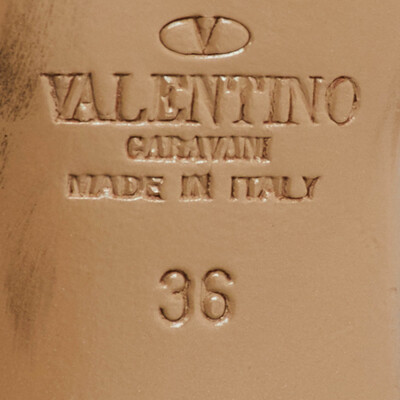 V
VALENTINO
GARAVANI
MADE IN ITALY
36